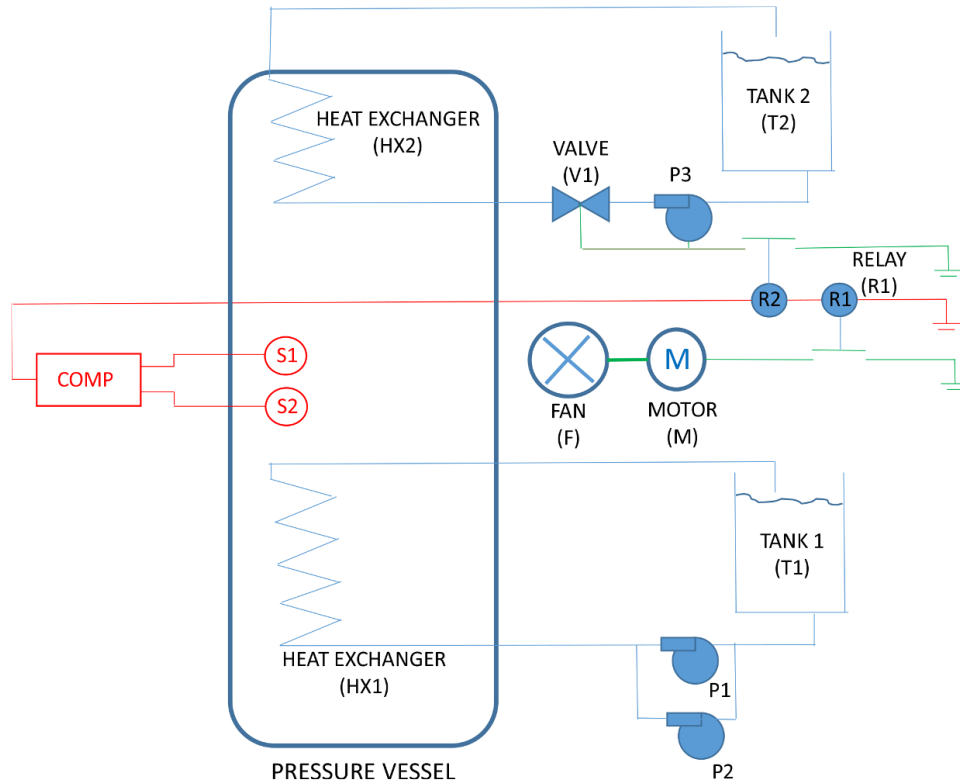 HEAT EXCHANGER
(HX2)
TANK 2
(T2)
VALVE
(V1)
P3
RELAY
(R1)
R2
R1
S1
COMP
S2
M
FAN
(F)
MOTOR
(M)
TANK 1
(T1)
HEAT EXCHANGER
(HX1)
P1
P2
PRESSURE VESSEL